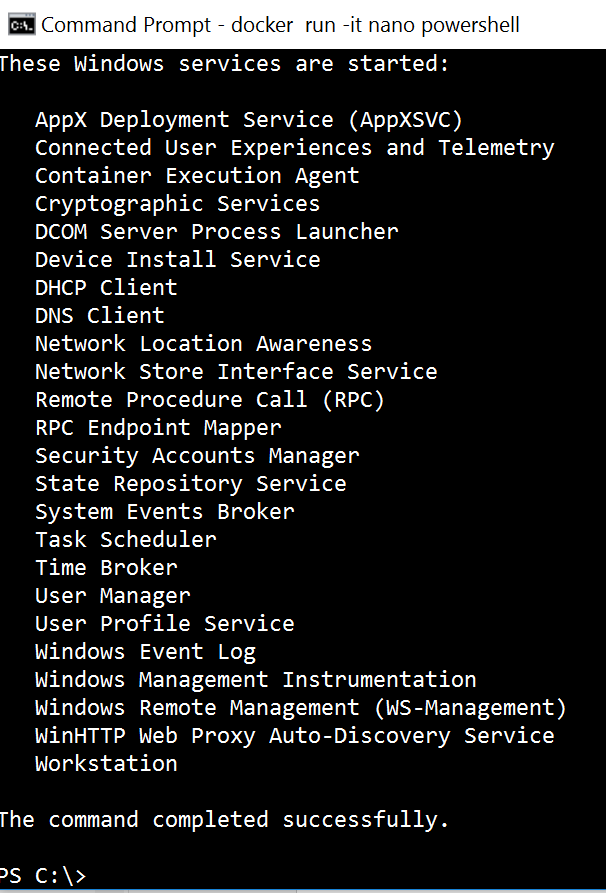 Command Prompt - docker  run -it nano powershell
These Windows services are started:
AppX Deployment Service (AppXSVC)
Connected User Experiences and Telemetry
Container Execution Agent
Cryptographic Services
DCOM Server Process Launcher
Device Install Service
DHCP Client
DNS Client
Network Location Awareness
Network Store Interface Service
Remote Procedure Call (RPC)
RPC Endpoint Mapper
Security Accounts Manager
State Repository Service
System Events Broker
Task Scheduler
Time Broker
User Manager
User Profile Service
Windows Event Log
Windows Management Instrumentation
Windows Remote Management (WS-Management)
WinHTTP Web Proxy Auto-Discovery Service
Workstation
The command completed successfully.
PS C:\>